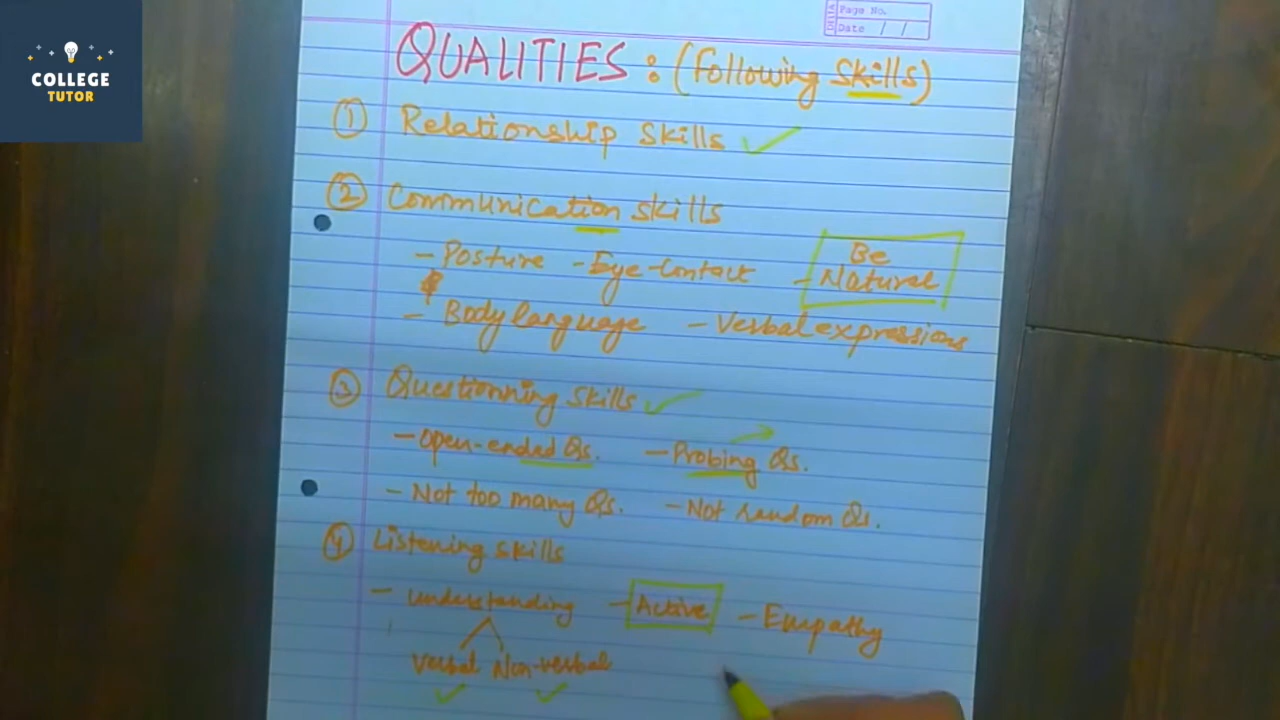 COLLEGE
TUTOR
DELTA Page No.
Date / /
QUALITIES : (following skills)
① Relationship skills ✓
② Communication skills
- Posture - Eye-contact - Be Natural
- Body language - Verbal expressions
③ Questionning skills ✓
- Open-ended Qs. - Probing Qs.
- Not too many Qs. - Not random Qs.
④ Listening skills
- understanding - Active - Empathy
Verbal Non-verbal
✓ ✓